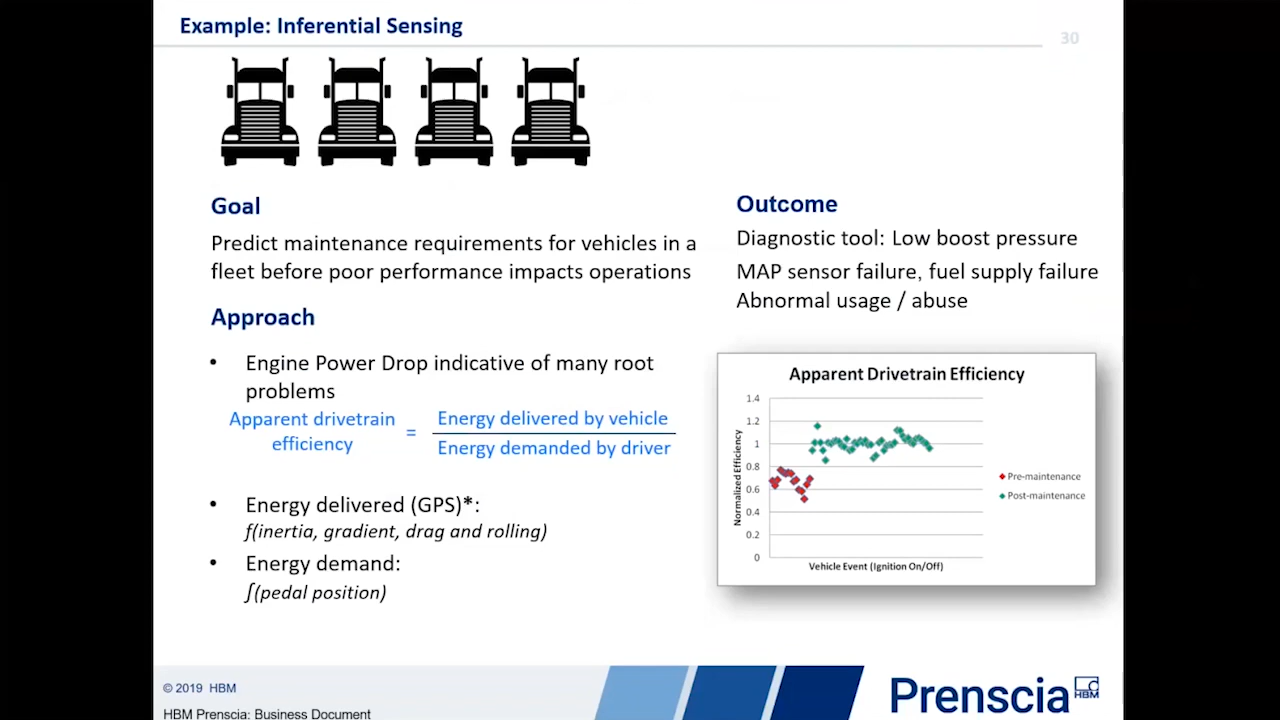 Example: Inferential Sensing
30
Goal
Predict maintenance requirements for vehicles in a
fleet before poor performance impacts operations
Approach
• Engine Power Drop indicative of many root
problems
Apparent drivetrain
efficiency
=
Energy delivered by vehicle
Energy demanded by driver
• Energy delivered (GPS)*:
f(inertia, gradient, drag and rolling)
• Energy demand:
∫(pedal position)
Outcome
Diagnostic tool: Low boost pressure
MAP sensor failure, fuel supply failure
Abnormal usage / abuse
Apparent Drivetrain Efficiency
Normalized Efficiency
1.4
1.2
1
0.8
0.6
0.4
0.2
0
Vehicle Event (Ignition On/Off)
Pre-maintenance
Post-maintenance
© 2019 HBM
HBM Prenscia: Business Document
Prenscia
HBM